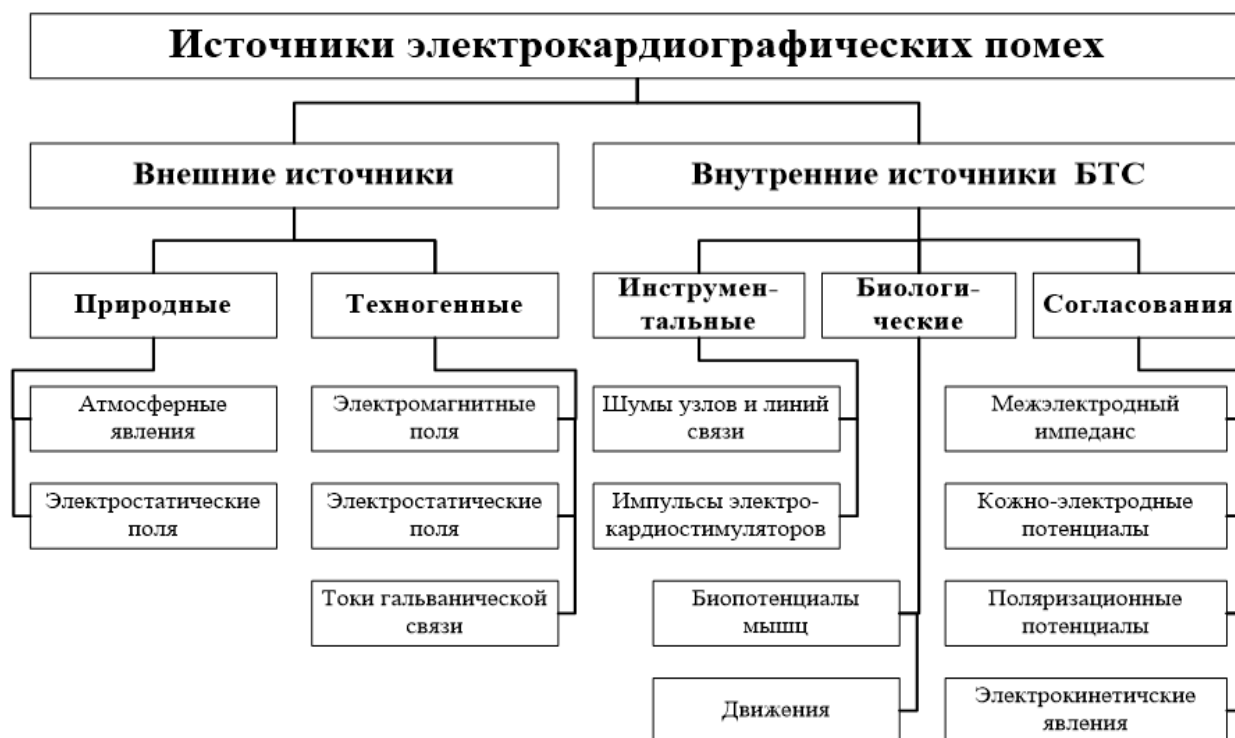 Источники электрокардиографических помех
Внешние источники
Внутренние источники БТС
Природные
Техногенные
Инструмен-
тальные
Биологи-
ческие
Согласования
Атмосферные
явления
Электромагнитные
поля
Шумы узлов и линий
связи
Межэлектродный
импеданс
Электростатические
поля
Электростатические
поля
Импульсы электро-
кардиостимуляторов
Кожно-электродные
потенциалы
Токи гальванической
связи
Биопотенциалы
мышц
Поляризационные
потенциалы
Движения
Электрокинетичские
явления